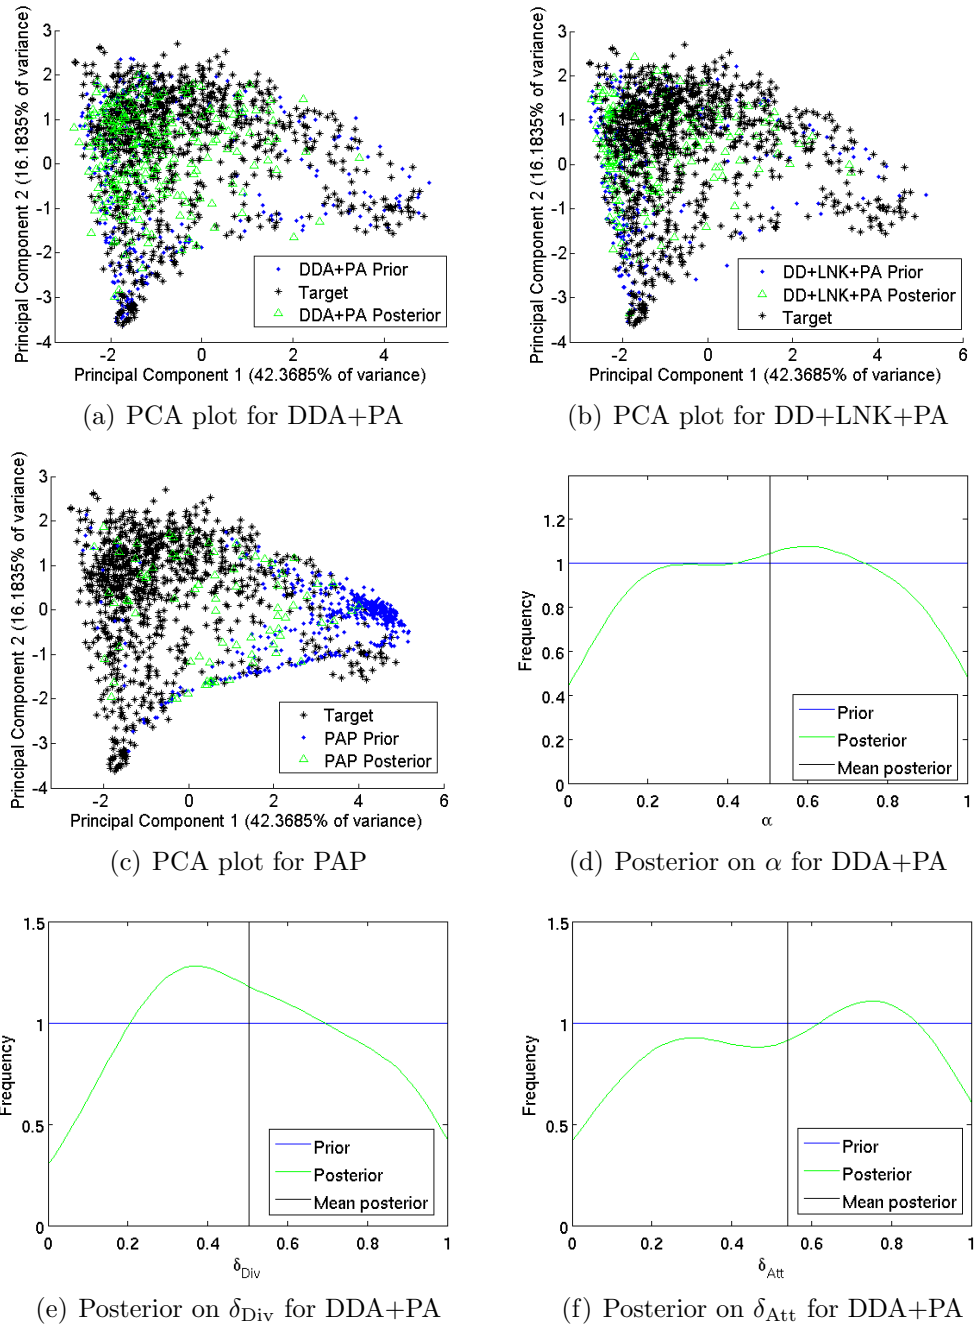 3
2
1
0
-1
-2
-3
-4
-2
0
2
4
Principal Component 2 (16.1835% of variance)
Principal Component 1 (42.3685% of variance)
DDA+PA Prior
Target
DDA+PA Posterior
(a) PCA plot for DDA+PA
3
2
1
0
-1
-2
-3
-4
-2
0
2
4
6
Principal Component 2 (16.1835% of variance)
Principal Component 1 (42.3685% of variance)
DD+LNK+PA Prior
DD+LNK+PA Posterior
Target
(b) PCA plot for DD+LNK+PA
3
2
1
0
-1
-2
-3
-4
-2
0
2
4
6
Principal Component 2 (16.1835% of variance)
Principal Component 1 (42.3685% of variance)
Target
PAP Prior
PAP Posterior
(c) PCA plot for PAP
1.2
1
0.8
0.6
0.4
0.2
0
0
0.2
0.4
0.6
0.8
1
Frequency
α
Prior
Posterior
Mean posterior
(d) Posterior on α for DDA+PA
1.5
1
0.5
0
0
0.2
0.4
0.6
0.8
1
Frequency
δDiv
Prior
Posterior
Mean posterior
(e) Posterior on δDiv for DDA+PA
1.5
1
0.5
0
0
0.2
0.4
0.6
0.8
1
Frequency
δAtt
Prior
Posterior
Mean posterior
(f) Posterior on δAtt for DDA+PA